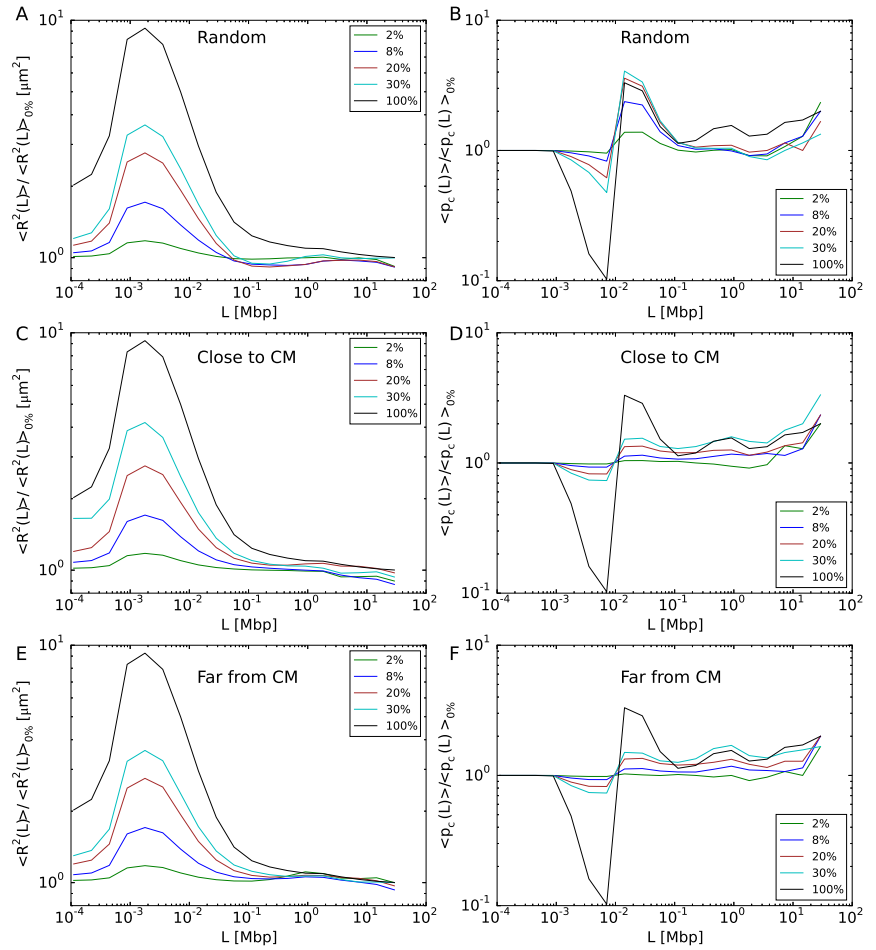 A
Random
2%
8%
20%
30%
100%
<R²(L)>/ <R²(L)>₀% [μm²]
10¹
10⁰
10⁻⁴ 10⁻³ 10⁻² 10⁻¹ 10⁰ 10¹ 10²
L [Mbp]
B
Random
2%
8%
20%
30%
100%
<p_c(L)>/<p_c(L)>₀%
10¹
10⁰
10⁻¹
10⁻⁴ 10⁻³ 10⁻² 10⁻¹ 10⁰ 10¹ 10²
L [Mbp]
C
Close to CM
2%
8%
20%
30%
100%
<R²(L)>/ <R²(L)>₀% [μm²]
10¹
10⁰
10⁻⁴ 10⁻³ 10⁻² 10⁻¹ 10⁰ 10¹ 10²
L [Mbp]
D
Close to CM
2%
8%
20%
30%
100%
<p_c(L)>/<p_c(L)>₀%
10¹
10⁰
10⁻¹
10⁻⁴ 10⁻³ 10⁻² 10⁻¹ 10⁰ 10¹ 10²
L [Mbp]
E
Far from CM
2%
8%
20%
30%
100%
<R²(L)>/ <R²(L)>₀% [μm²]
10¹
10⁰
10⁻⁴ 10⁻³ 10⁻² 10⁻¹ 10⁰ 10¹ 10²
L [Mbp]
F
Far from CM
2%
8%
20%
30%
100%
<p_c(L)>/<p_c(L)>₀%
10¹
10⁰
10⁻¹
10⁻⁴ 10⁻³ 10⁻² 10⁻¹ 10⁰ 10¹ 10²
L [Mbp]